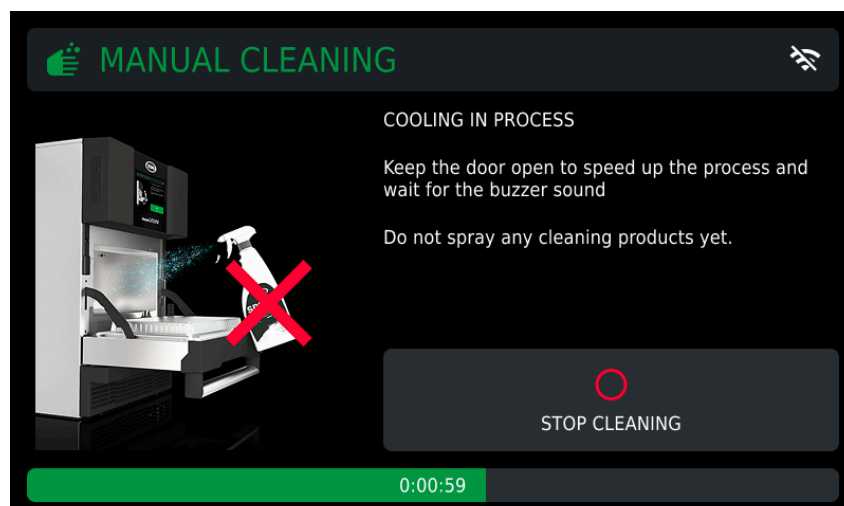 MANUAL CLEANING
COOLING IN PROCESS
Keep the door open to speed up the process and
wait for the buzzer sound
Do not spray any cleaning products yet.
STOP CLEANING
0:00:59